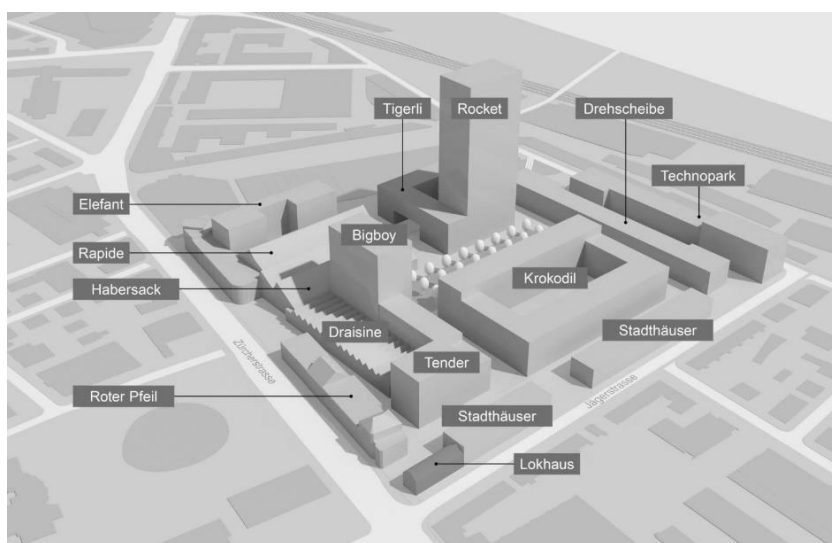 Tigerli
Rocket
Drehscheibe
Technopark
Elefant
Bigboy
Rapide
Krokodil
Habersack
Draisine
Stadthäuser
Tender
Zürcherstrasse
Roter Pfeil
Jägerstrasse
Stadthäuser
Lokhaus